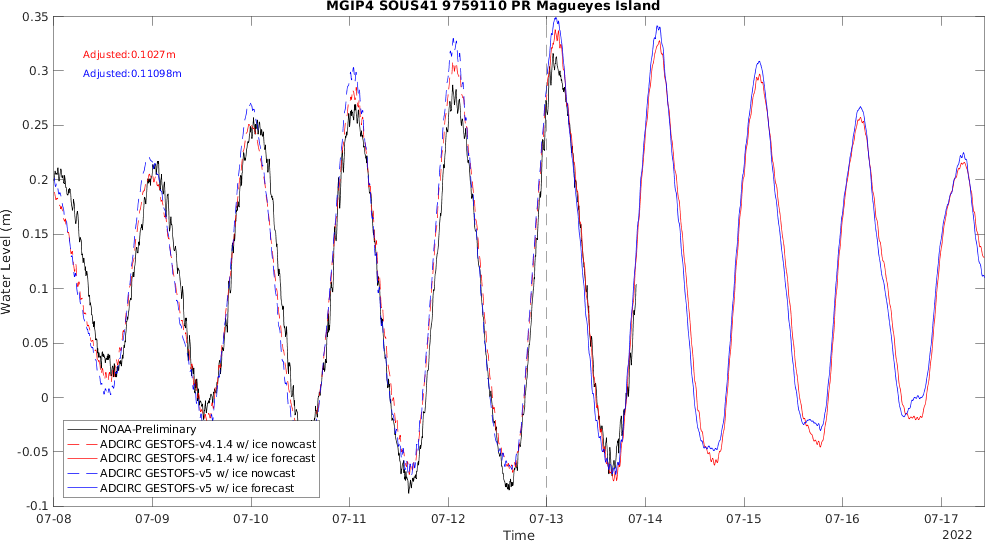 MGIP4 SOUS41 9759110 PR Magueyes Island
0.35
0.3
0.25
0.2
0.15
0.1
0.05
0
-0.05
-0.1
Water Level (m)
Adjusted:0.1027m
Adjusted:0.11098m
NOAA-Preliminary
ADCIRC GESTOFS-v4.1.4 w/ ice nowcast
ADCIRC GESTOFS-v4.1.4 w/ ice forecast
ADCIRC GESTOFS-v5 w/ ice nowcast
ADCIRC GESTOFS-v5 w/ ice forecast
07-08 07-09 07-10 07-11 07-12 07-13 07-14 07-15 07-16 07-17
Time
2022